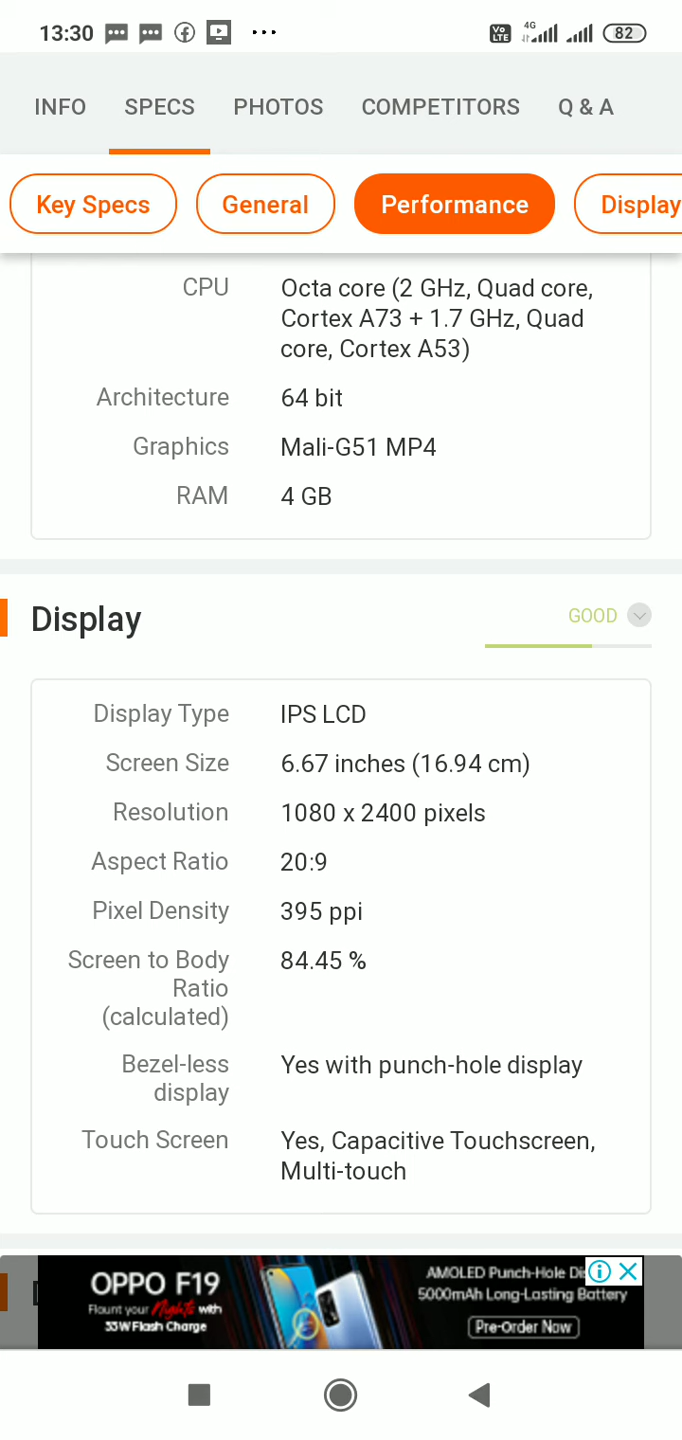 13:30
Vo
LTE
4G
82
INFO SPECS PHOTOS COMPETITORS Q & A
Key Specs General Performance Display
CPU Octa core (2 GHz, Quad core,
Cortex A73 + 1.7 GHz, Quad
core, Cortex A53)
Architecture 64 bit
Graphics Mali-G51 MP4
RAM 4 GB
Display GOOD
Display Type IPS LCD
Screen Size 6.67 inches (16.94 cm)
Resolution 1080 x 2400 pixels
Aspect Ratio 20:9
Pixel Density 395 ppi
Screen to Body 84.45 %
Ratio
(calculated)
Bezel-less Yes with punch-hole display
display
Touch Screen Yes, Capacitive Touchscreen,
Multi-touch
OPPO F19
Flaunt your Nights with
33W Flash Charge
AMOLED Punch-Hole
5000mAh Long-Lasting Battery
Pre-Order Now